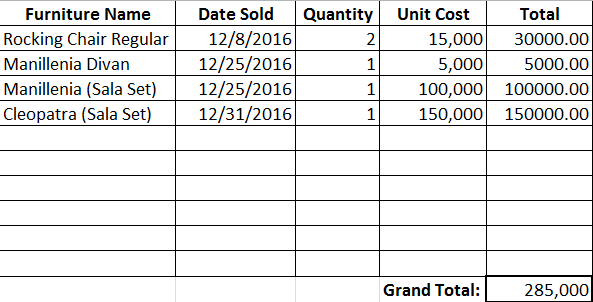 Furniture Name Date Sold Quantity Unit Cost Total
Rocking Chair Regular 12/8/2016 2 15,000 30000.00
Manillenia Divan 12/25/2016 1 5,000 5000.00
Manillenia (Sala Set) 12/25/2016 1 100,000 100000.00
Cleopatra (Sala Set) 12/31/2016 1 150,000 150000.00
Grand Total: 285,000